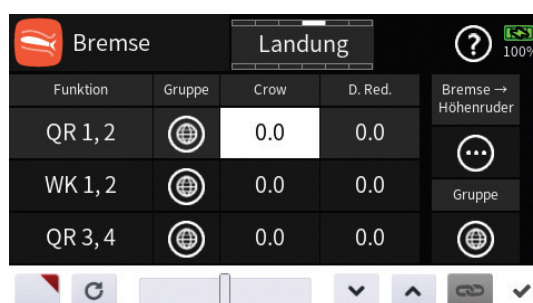 Bremse
Landung
?
100%
Funktion Gruppe Crow D. Red. Bremse →
Höhenruder
QR 1, 2 0.0 0.0
WK 1, 2 0.0 0.0
Gruppe
QR 3, 4 0.0 0.0